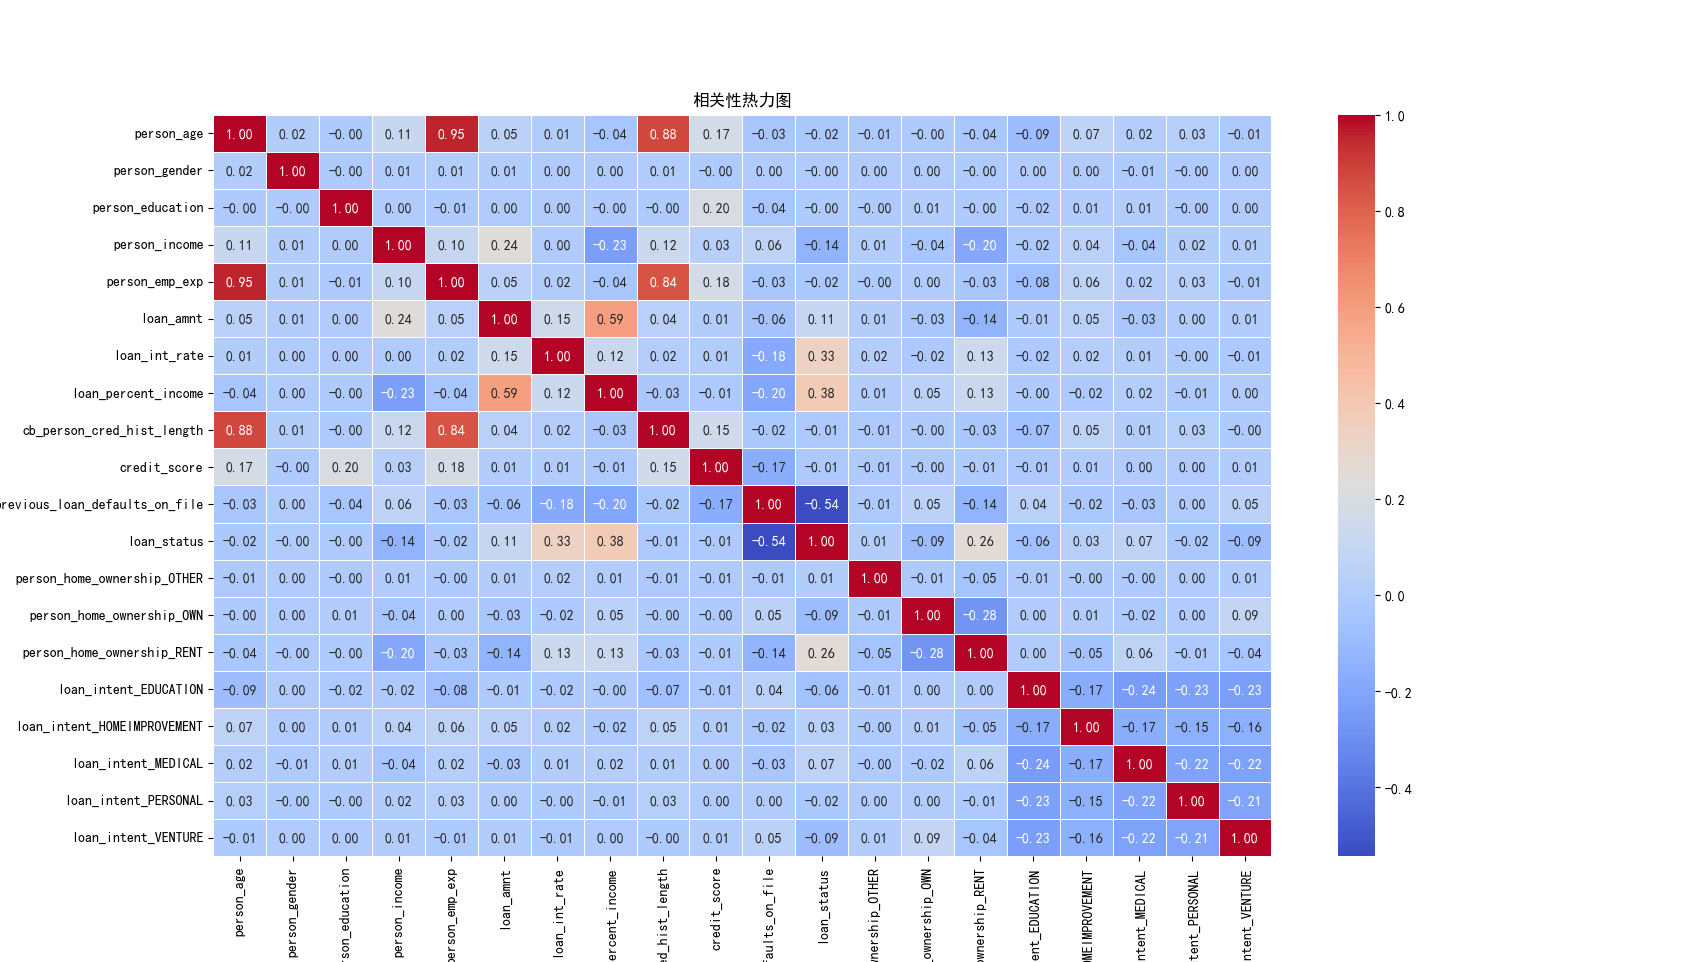 相关性热力图
person_age 1.00 0.02 -0.00 0.11 0.95 0.05 0.01 -0.04 0.88 0.17 -0.03 -0.02 -0.01 -0.00 -0.04 -0.09 0.07 0.02 0.03 -0.01
person_gender 0.02 1.00 -0.00 0.01 0.01 0.01 0.00 0.00 0.01 -0.00 0.00 -0.00 0.00 0.00 -0.00 0.00 0.00 -0.01 -0.00 0.00
person_education -0.00 -0.00 1.00 0.00 -0.01 0.00 0.00 -0.00 -0.00 0.20 -0.04 -0.00 -0.00 0.01 -0.00 -0.02 0.01 0.01 -0.00 0.00
person_income 0.11 0.01 0.00 1.00 0.10 0.24 0.00 -0.23 0.12 0.03 0.06 -0.14 0.01 -0.04 -0.20 -0.02 0.04 -0.04 0.02 0.01
person_emp_exp 0.95 0.01 -0.01 0.10 1.00 0.05 0.02 -0.04 0.84 0.18 -0.03 -0.02 -0.00 0.00 -0.03 -0.08 0.06 0.02 0.03 -0.01
loan_amnt 0.05 0.01 0.00 0.24 0.05 1.00 0.15 0.59 0.04 0.01 -0.06 0.11 0.01 -0.03 -0.14 -0.01 0.05 -0.03 0.00 0.01
loan_int_rate 0.01 0.00 0.00 0.00 0.02 0.15 1.00 0.12 0.02 0.01 -0.18 0.33 0.02 -0.02 0.13 -0.02 0.02 0.01 -0.00 -0.01
loan_percent_income -0.04 0.00 -0.00 -0.23 -0.04 0.59 0.12 1.00 -0.03 -0.01 -0.20 0.38 0.01 0.05 0.13 -0.00 -0.02 0.02 -0.01 0.00
cb_person_cred_hist_length 0.88 0.01 -0.00 0.12 0.84 0.04 0.02 -0.03 1.00 0.15 -0.02 -0.01 -0.01 -0.00 -0.03 -0.07 0.05 0.01 0.03 -0.00
credit_score 0.17 -0.00 0.20 0.03 0.18 0.01 0.01 -0.01 0.15 1.00 -0.17 -0.01 -0.01 -0.00 -0.01 -0.01 0.01 0.00 0.00 0.01
revious_loan_defaults_on_file -0.03 0.00 -0.04 0.06 -0.03 -0.06 -0.18 -0.20 -0.02 -0.17 1.00 -0.54 -0.01 0.05 -0.14 0.04 -0.02 -0.03 0.00 0.05
loan_status -0.02 -0.00 -0.00 -0.14 -0.02 0.11 0.33 0.38 -0.01 -0.01 -0.54 1.00 0.01 -0.09 0.26 -0.06 0.03 0.07 -0.02 -0.09
person_home_ownership_OTHER -0.01 0.00 -0.00 0.01 -0.00 0.01 0.02 0.01 -0.01 -0.01 -0.01 0.01 1.00 -0.01 -0.05 -0.01 -0.00 -0.00 0.00 0.01
person_home_ownership_OWN -0.00 0.00 0.01 -0.04 0.00 -0.03 -0.02 0.05 -0.00 -0.00 0.05 -0.09 -0.01 1.00 -0.28 0.00 0.01 -0.02 0.00 0.09
person_home_ownership_RENT -0.04 -0.00 -0.00 -0.20 -0.03 -0.14 0.13 0.13 -0.03 -0.01 -0.14 0.26 -0.05 -0.28 1.00 0.00 -0.05 0.06 -0.01 -0.04
loan_intent_EDUCATION -0.09 0.00 -0.02 -0.02 -0.08 -0.01 -0.02 -0.00 -0.07 -0.01 0.04 -0.06 -0.01 0.00 0.00 1.00 -0.17 -0.24 -0.23 -0.23
loan_intent_HOMEIMPROVEMENT 0.07 0.00 0.01 0.04 0.06 0.05 0.02 -0.02 0.05 0.01 -0.02 0.03 -0.00 0.01 -0.05 -0.17 1.00 -0.17 -0.15 -0.16
loan_intent_MEDICAL 0.02 -0.01 0.01 -0.04 0.02 -0.03 0.01 0.02 0.01 0.00 -0.03 0.07 -0.00 -0.02 0.06 -0.24 -0.17 1.00 -0.22 -0.22
loan_intent_PERSONAL 0.03 -0.00 -0.00 0.02 0.03 0.00 -0.00 -0.01 0.03 0.00 0.00 -0.02 0.00 0.00 -0.01 -0.23 -0.15 -0.22 1.00 -0.21
loan_intent_VENTURE -0.01 0.00 0.00 0.01 -0.01 0.01 -0.01 0.00 -0.00 0.01 0.05 -0.09 0.01 0.09 -0.04 -0.23 -0.16 -0.22 -0.21 1.00
person_age
person_gender
rson_education
person_income
person_emp_exp
loan_amnt
loan_int_rate
percent_income
ed_hist_length
credit_score
faults_on_file
loan_status
wnership_OTHER
_ownership_OWN
ownership_RENT
ent_EDUCATION
OMEIMPROVEMENT
ntent_MEDICAL
tent_PERSONAL
ntent_VENTURE
1.0
0.8
0.6
0.4
0.2
0.0
-0.2
-0.4